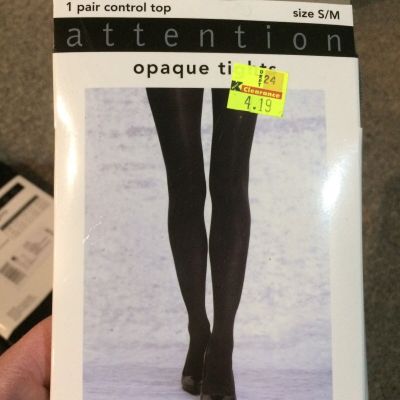 1 pair control top
size S/M
attention
opaque tights
24
Clearance
4.19